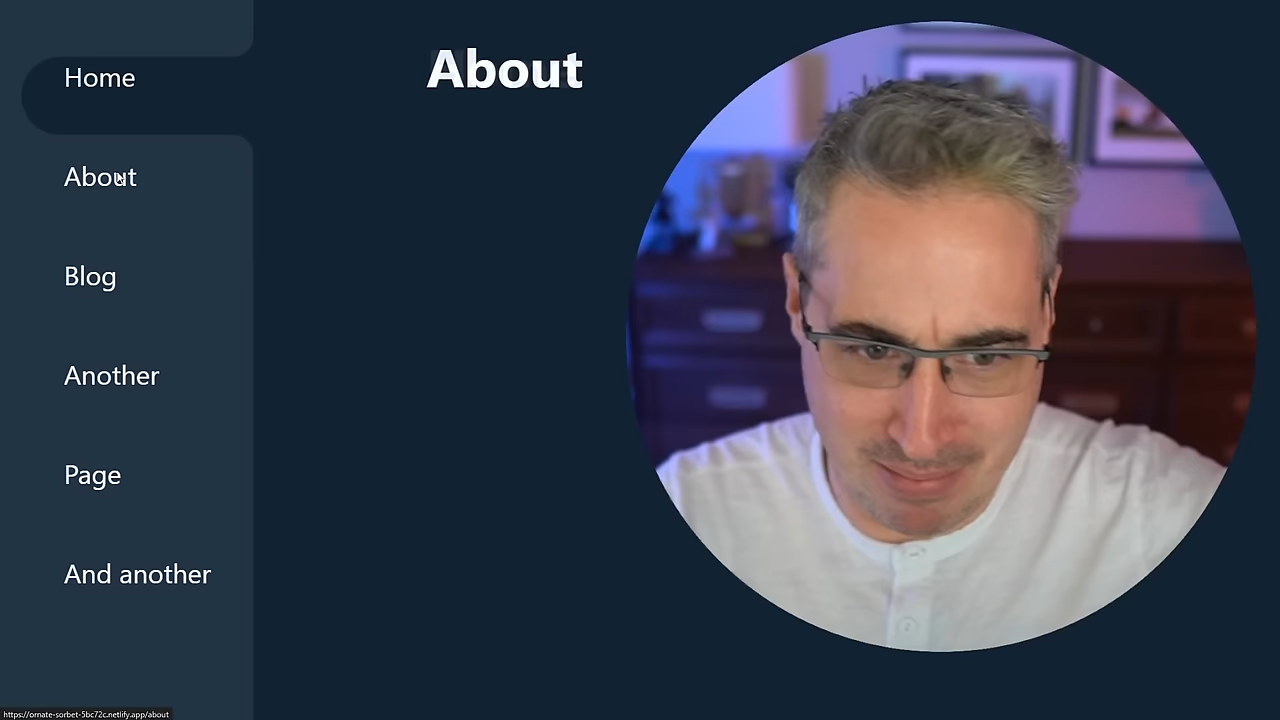 Home
About
About
Blog
Another
Page
And another
https://ornate-sorbet-5bc72c.netlify.app/about